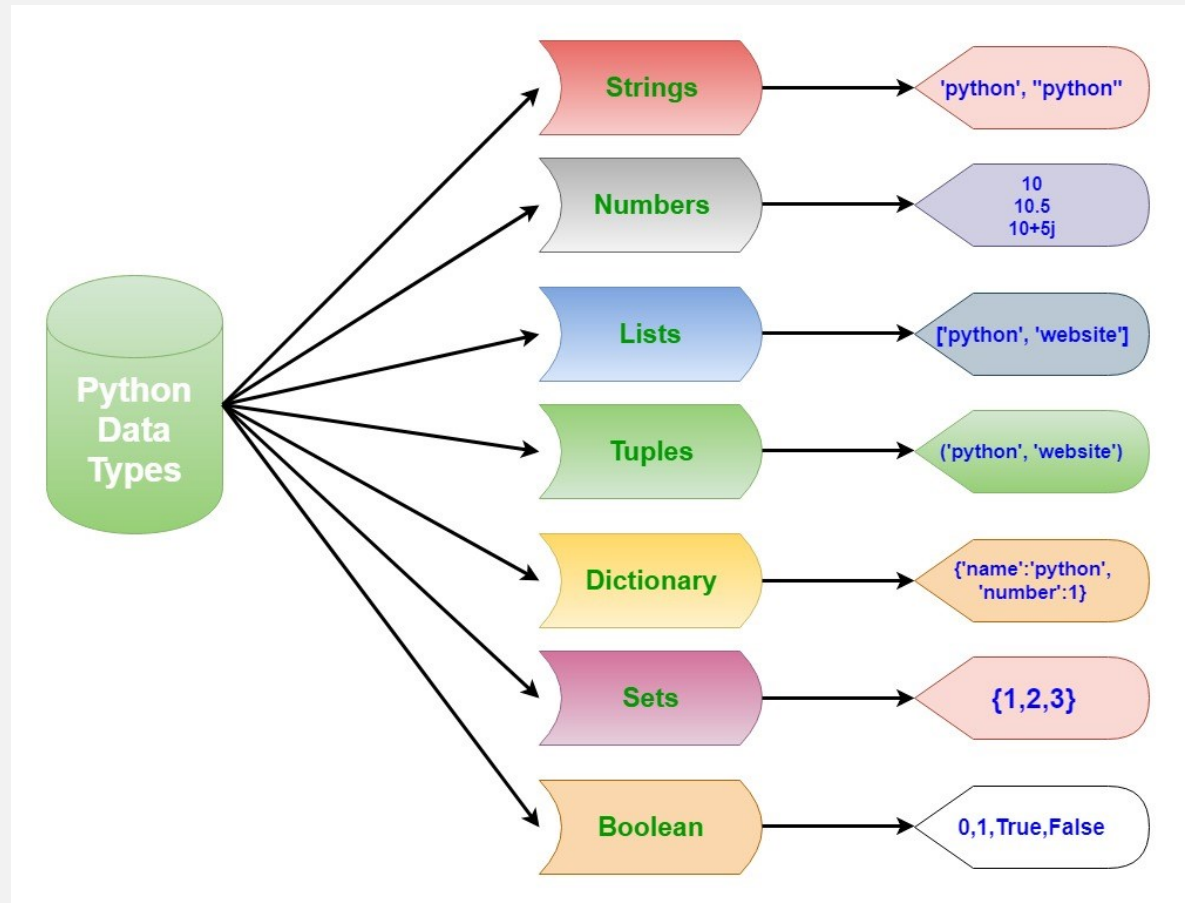 Python
Data
Types
Strings
'python', "python"
Numbers
10
10.5
10+5j
Lists
['python', 'website']
Tuples
('python', 'website')
Dictionary
{'name':'python',
'number':1}
Sets
{1,2,3}
Boolean
0,1,True,False